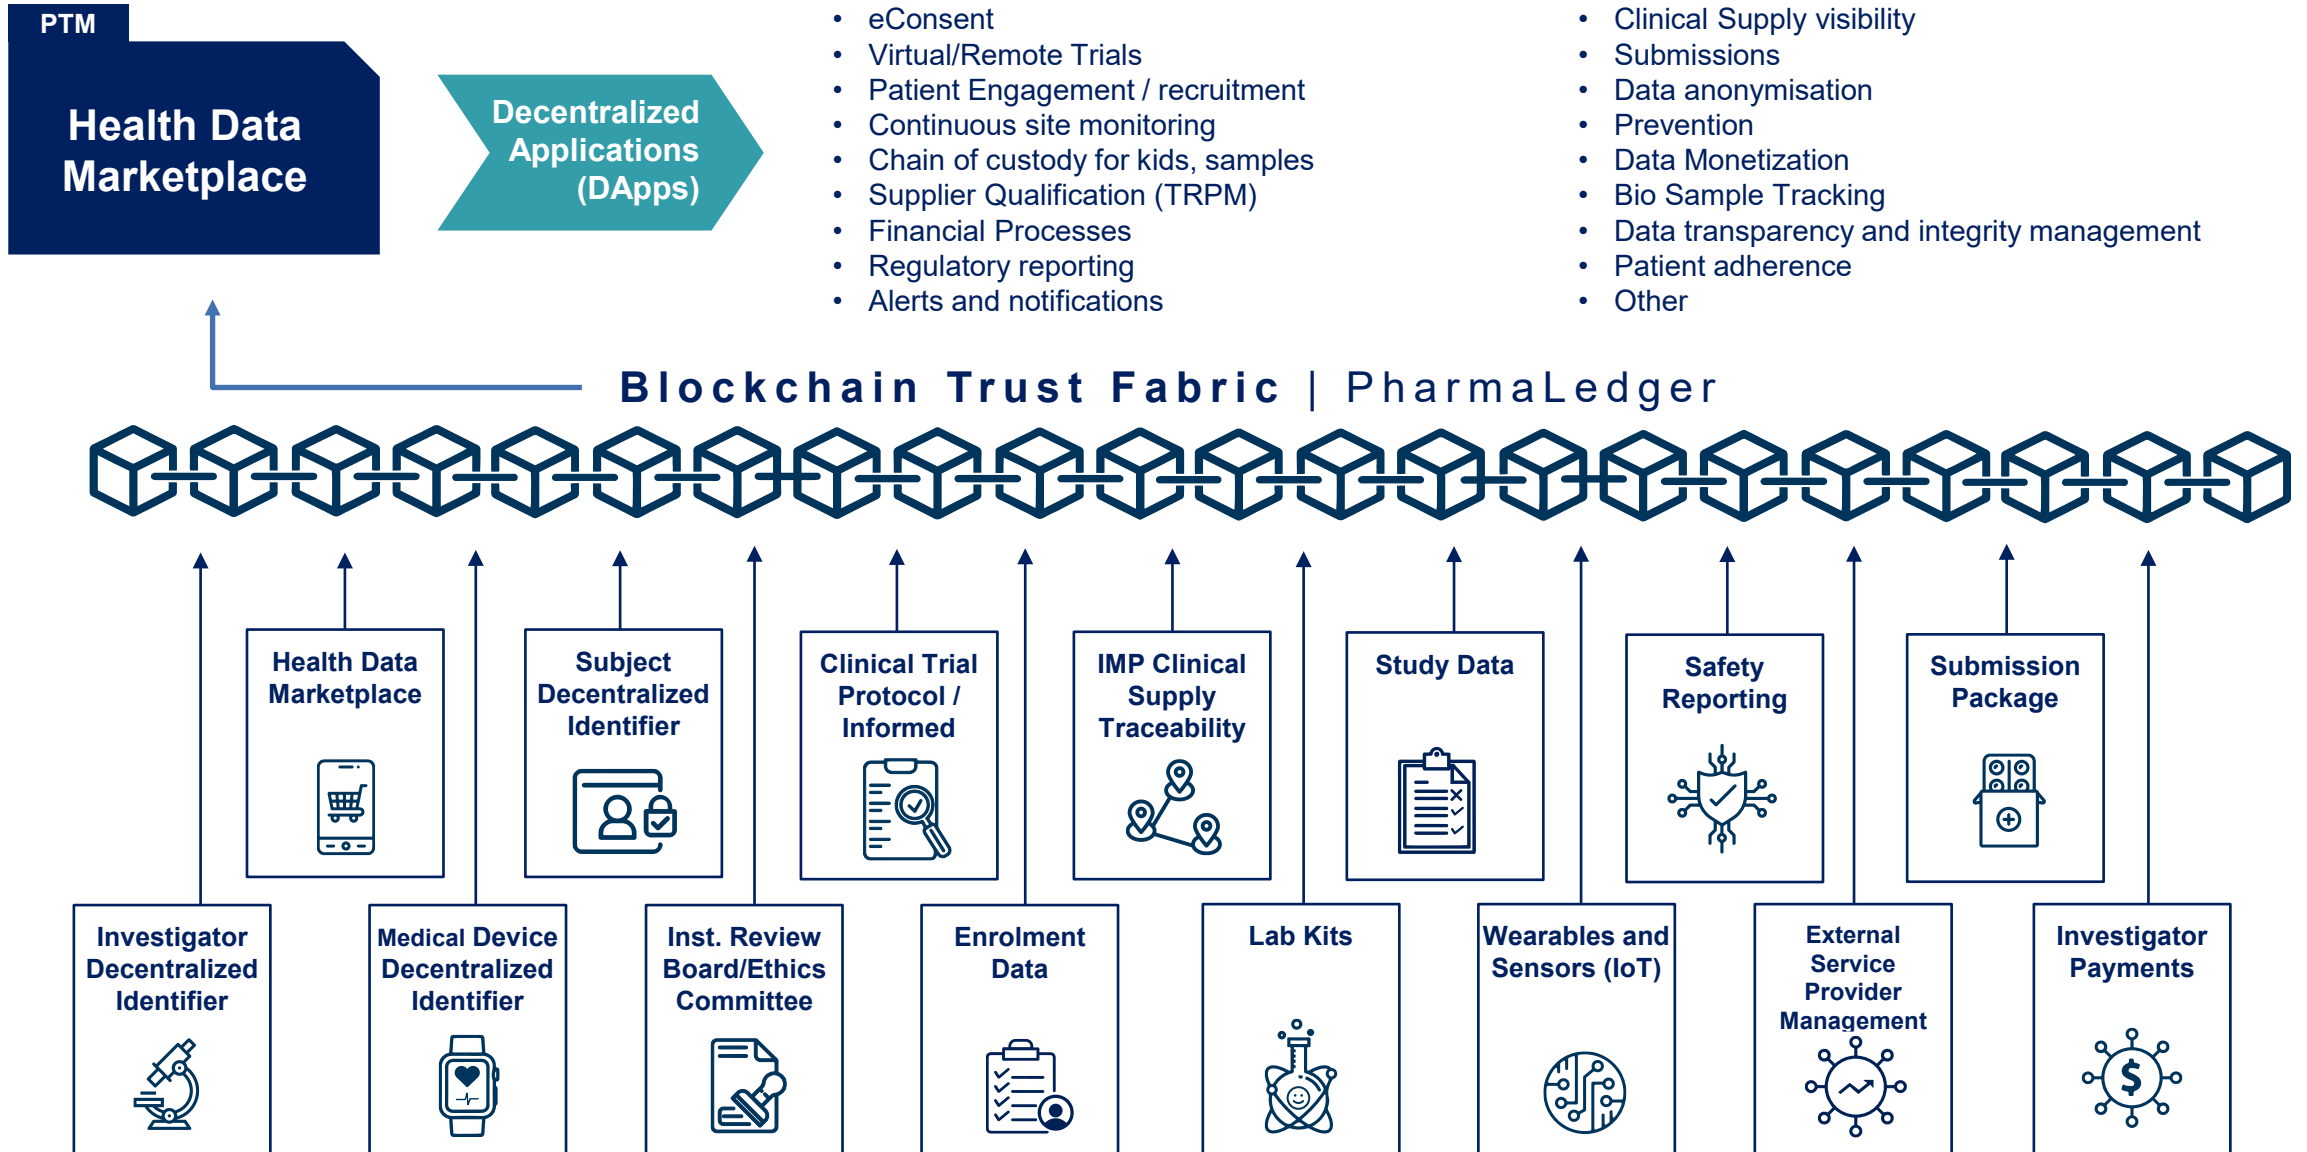 PTM
Health Data
Marketplace
Decentralized
Applications
(DApps)
• eConsent
• Virtual/Remote Trials
• Patient Engagement / recruitment
• Continuous site monitoring
• Chain of custody for kids, samples
• Supplier Qualification (TRPM)
• Financial Processes
• Regulatory reporting
• Alerts and notifications
• Clinical Supply visibility
• Submissions
• Data anonymisation
• Prevention
• Data Monetization
• Bio Sample Tracking
• Data transparency and integrity management
• Patient adherence
• Other
Blockchain Trust Fabric | PharmaLedger
Health Data
Marketplace
Subject
Decentralized
Identifier
Clinical Trial
Protocol /
Informed
IMP Clinical
Supply
Traceability
Study Data
Safety
Reporting
Submission
Package
Investigator
Decentralized
Identifier
Medical Device
Decentralized
Identifier
Inst. Review
Board/Ethics
Committee
Enrolment
Data
Lab Kits
Wearables and
Sensors (IoT)
External
Service
Provider
Management
Investigator
Payments
$